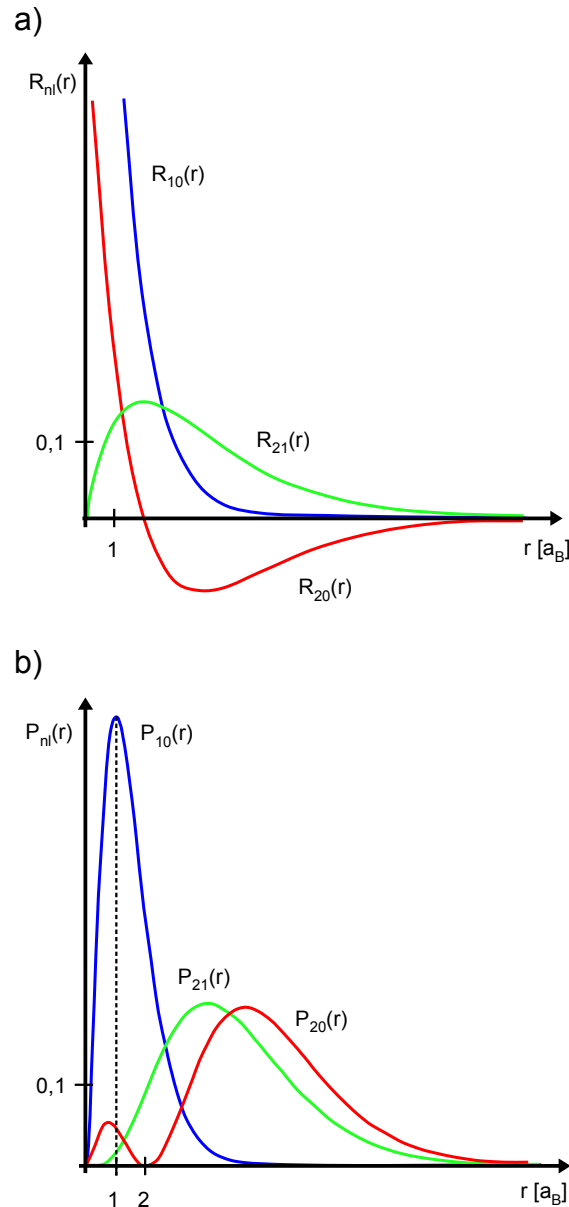 a)
R_nl(r)
R_10(r)
0,1
R_21(r)
1
r [a_B]
R_20(r)
b)
P_nl(r)
P_10(r)
P_21(r)
P_20(r)
0,1
1 2
r [a_B]